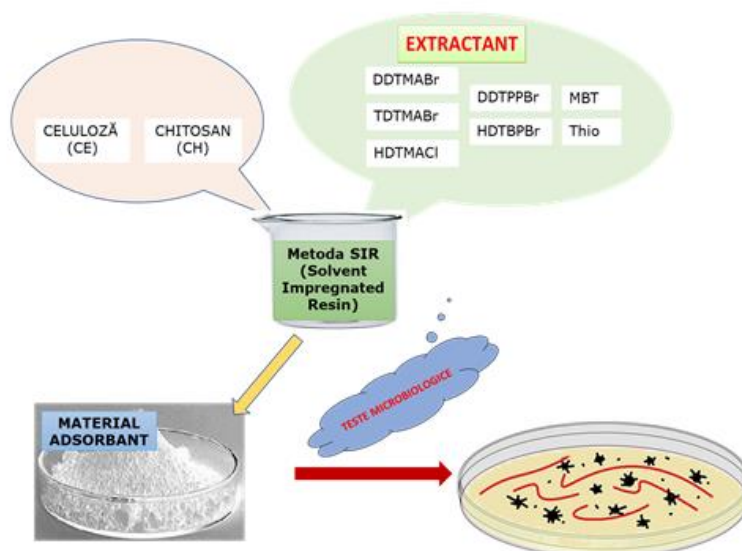 EXTRACTANT
DDTMABr
DDTPPBr
MBT
TDTMABr
HDTBPBr
Thio
HDTMACl
CELULOZĂ
(CE)
CHITOSAN
(CH)
Metoda SIR
(Solvent
Impregnated
Resin)
TESTE MICROBIOLOGICE
MATERIAL
ADSORBANT